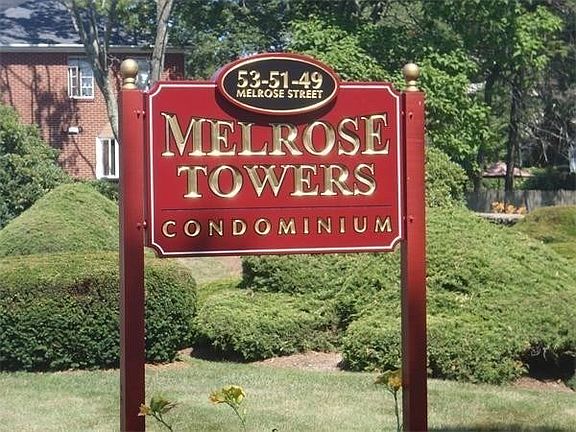 53-51-49
MELROSE STREET
MELROSE
TOWERS
CONDOMINIUM